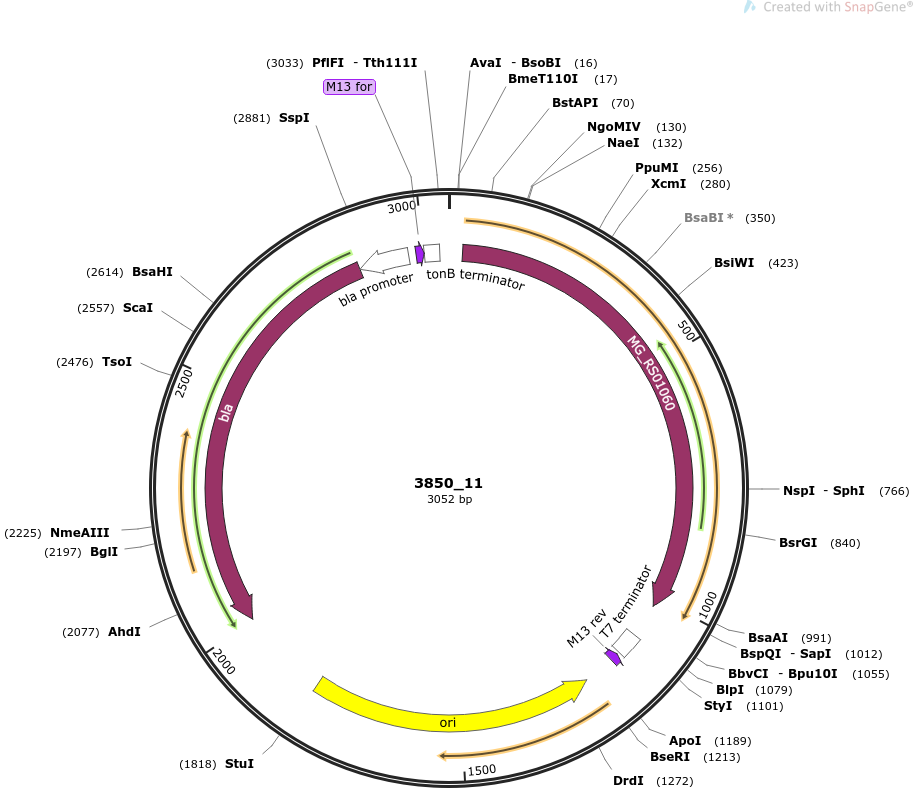 Created with SnapGene®
(3033) PflFI - Tth111I
AvaI - BsoBI (16)
M13 for
BmeT110I (17)
(2881) SspI
BstAPI (70)
NgoMIV (130)
NaeI (132)
PpuMI (256)
XcmI (280)
3000
BsaBI * (350)
bla promoter
tonB terminator
BsiWI (423)
(2614) BsaHI
(2557) ScaI
500
(2476) TsoI
2500
MG_RS01060
bla
3850_11
3052 bp
NspI - SphI (766)
(2225) NmeAIII
(2197) BglI
BsrGI (840)
T7 terminator
M13 rev
1000
(2077) AhdI
BsaAI (991)
BspQI - SapI (1012)
2000
BbvCI - Bpu10I (1055)
BlpI (1079)
StyI (1101)
ori
ApoI (1189)
BseRI (1213)
(1818) StuI
1500
DrdI (1272)